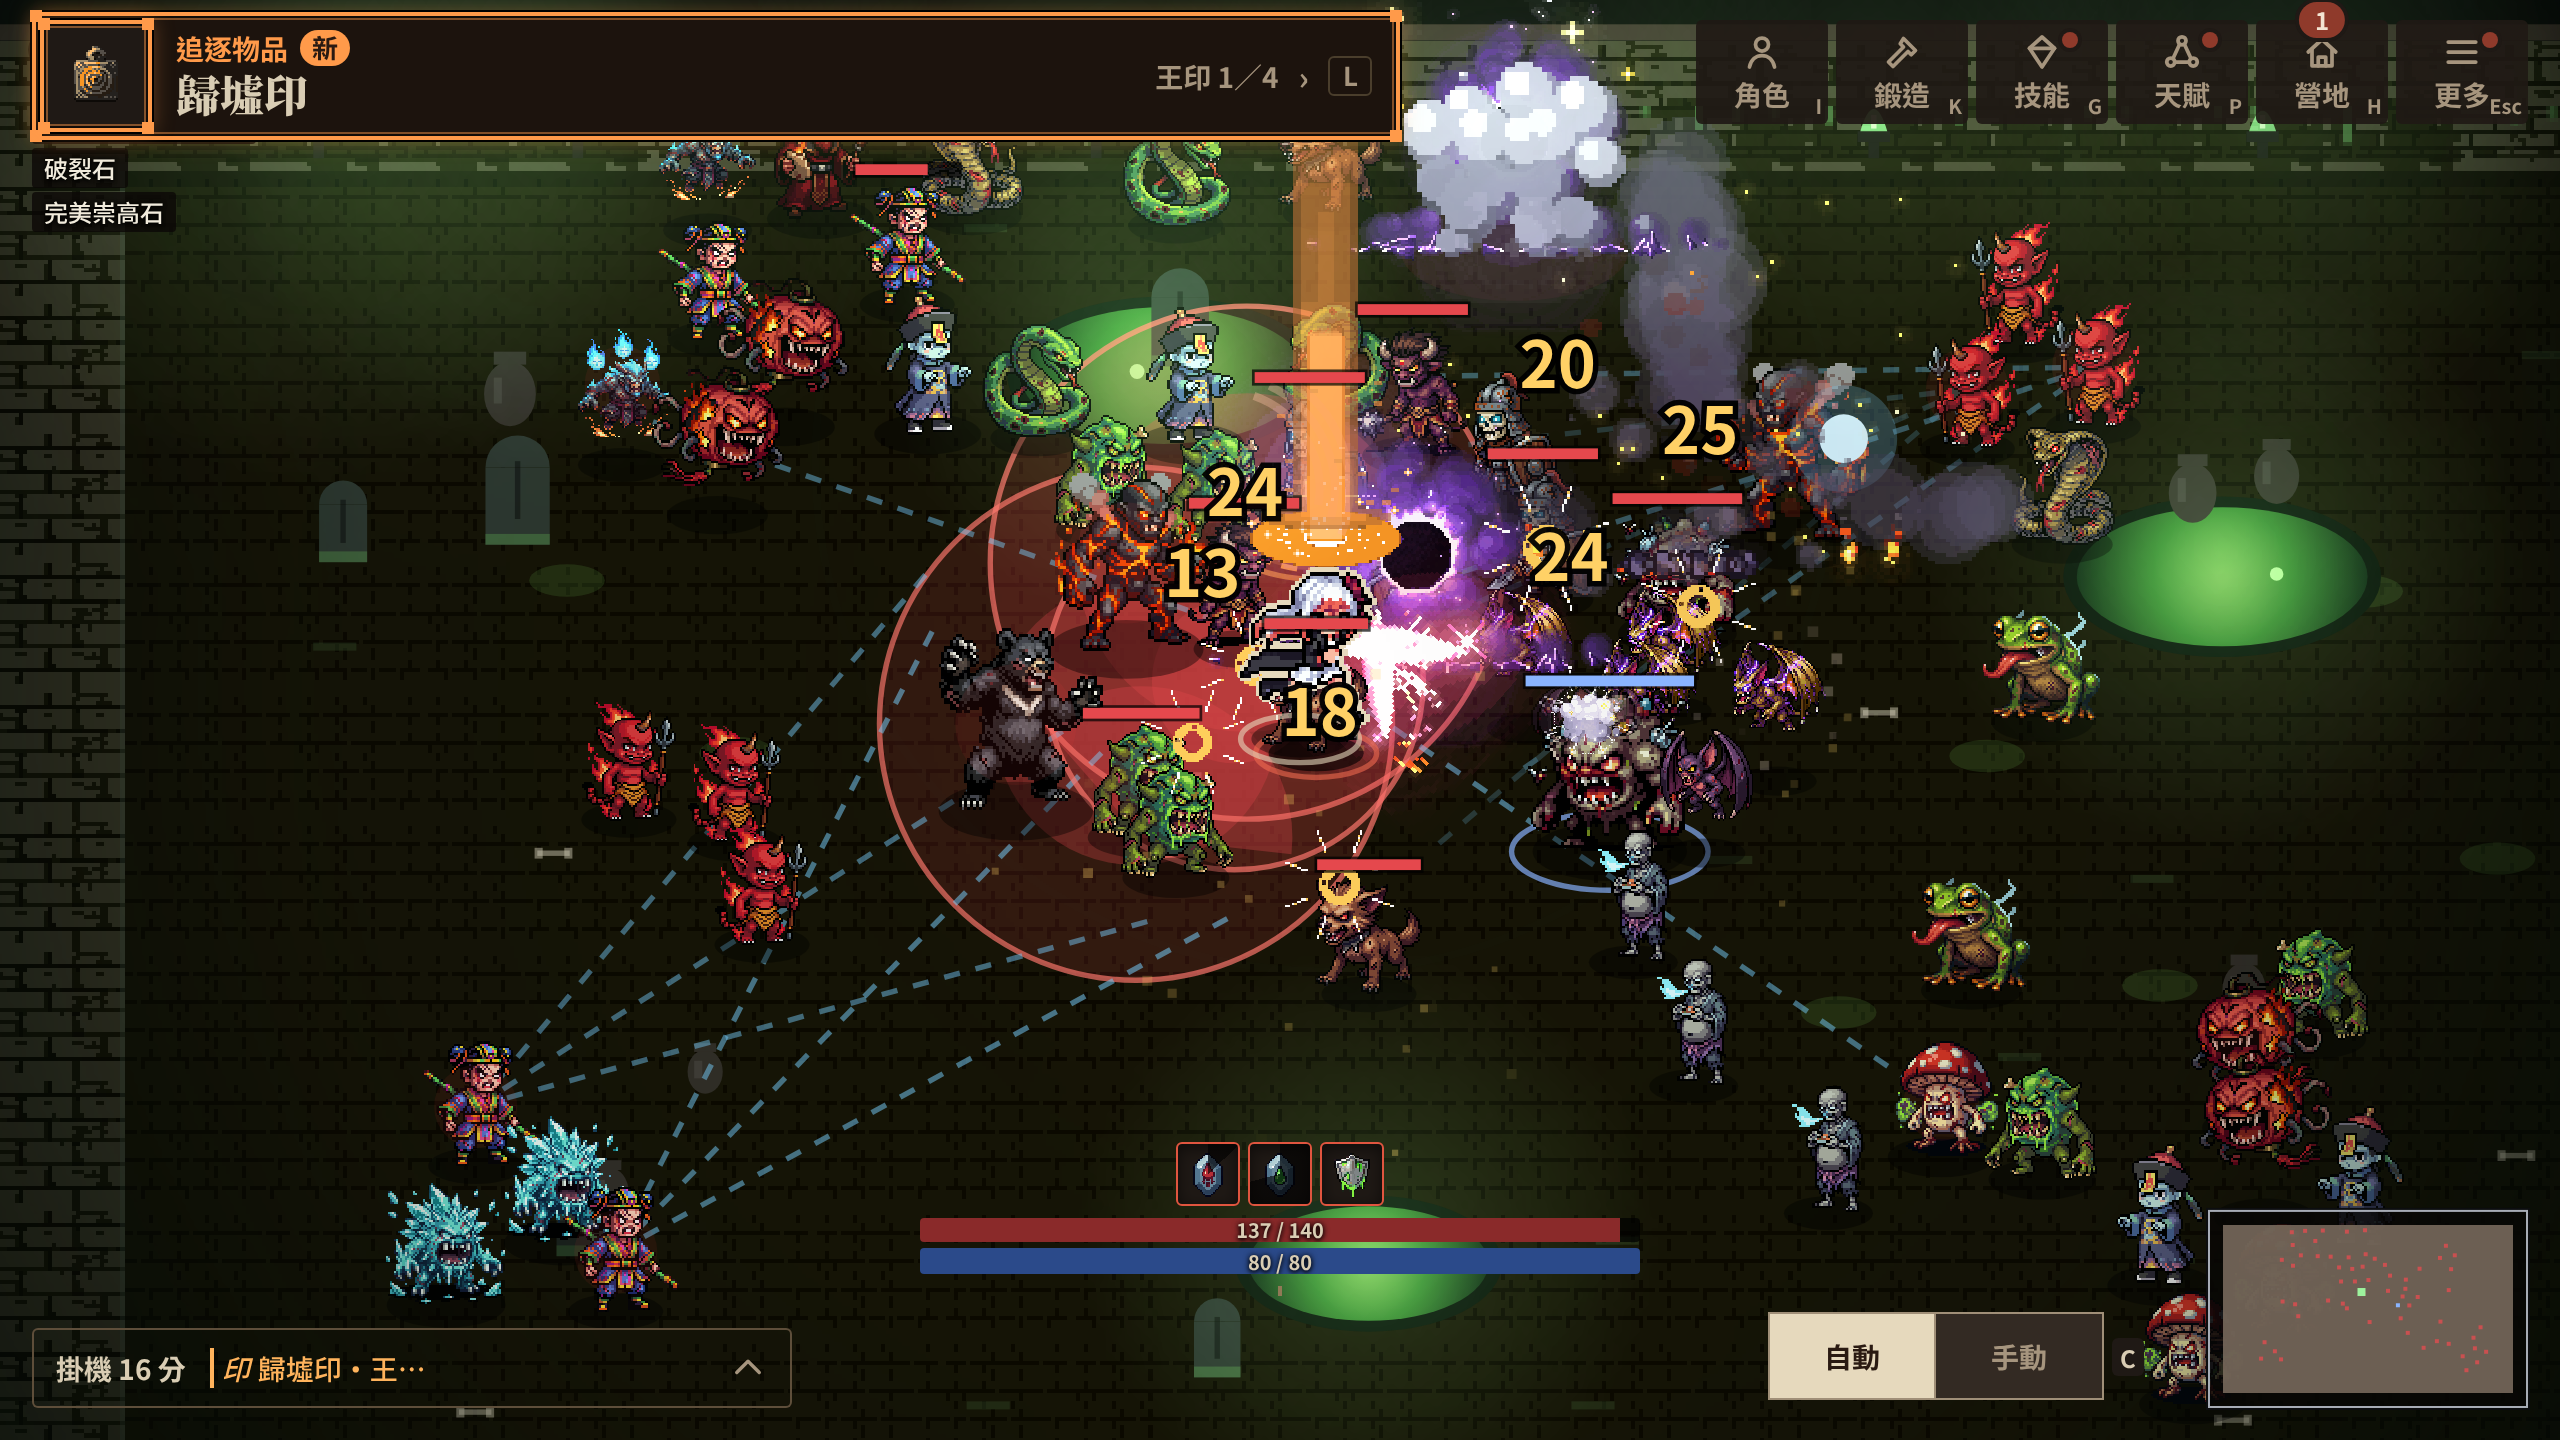 追逐物品 新
歸墟印
王印 1／4 › L
破裂石
完美崇高石
角色 I
鍛造 K
技能 G
天賦 P
1
營地 H
更多 Esc
20
25
24
24
13
18
137 / 140
80 / 80
掛機 16 分 印 歸墟印・王…
自動 手動 C